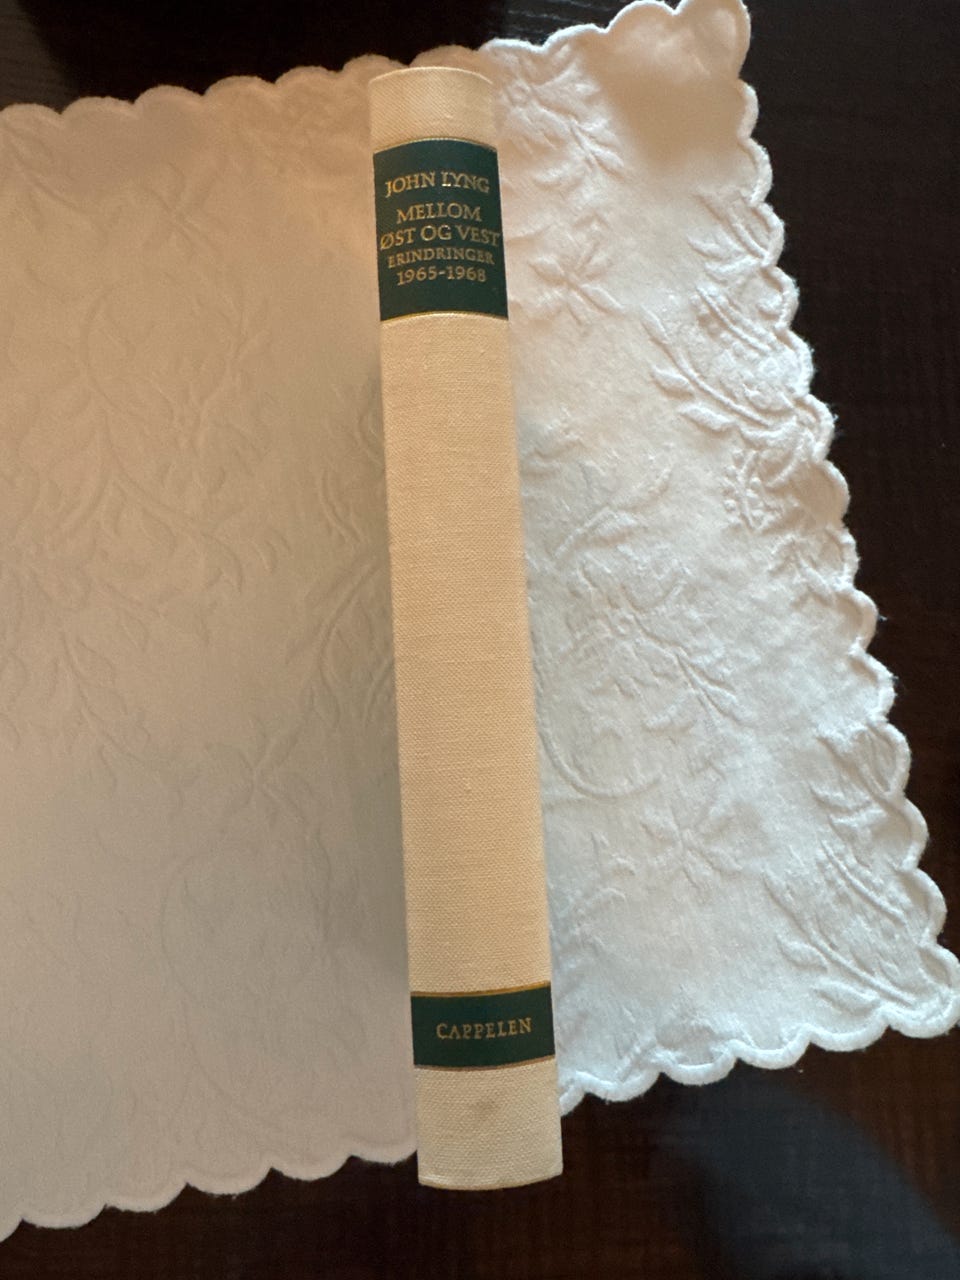 JOHN LYNG
MELLOM
ØST OG VEST
ERINDRINGER
1965-1968
CAPPELEN